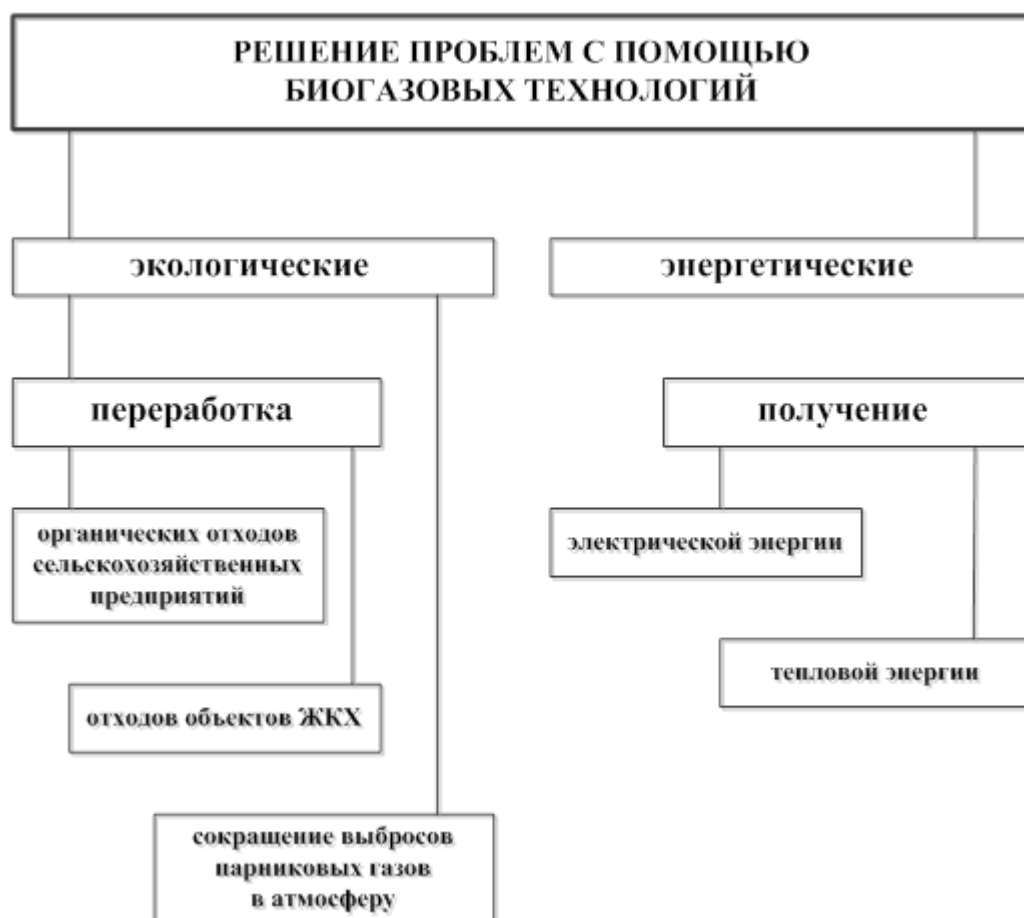 РЕШЕНИЕ ПРОБЛЕМ С ПОМОЩЬЮ
БИОГАЗОВЫХ ТЕХНОЛОГИЙ
экологические
энергетические
переработка
получение
органических отходов
сельскохозяйственных
предприятий
электрической энергии
тепловой энергии
отходов объектов ЖКХ
сокращение выбросов
парниковых газов
в атмосферу